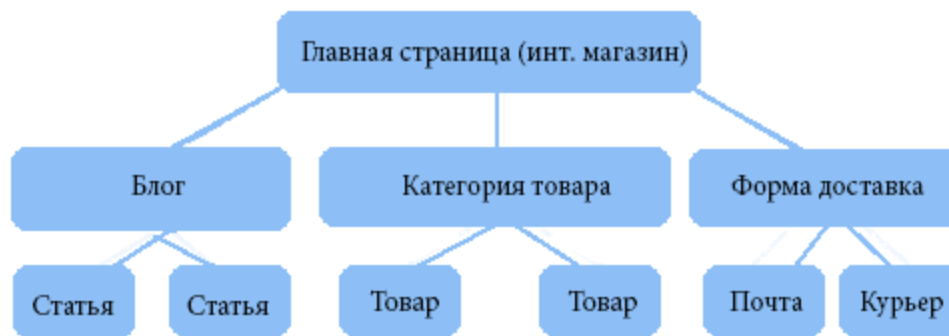 Главная страница (инт. магазин)
Блог
Категория товара
Форма доставка
Статья
Статья
Товар
Товар
Почта
Курьер